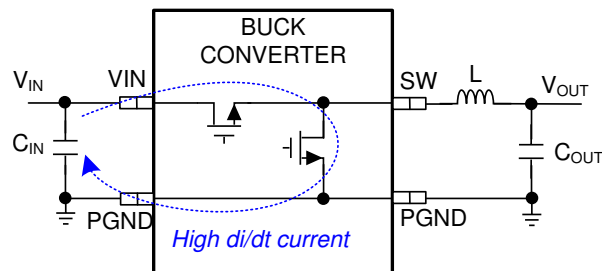 BUCK
CONVERTER
VIN
VIN
SW
L
VOUT
CIN
COUT
PGND
PGND
High di/dt current